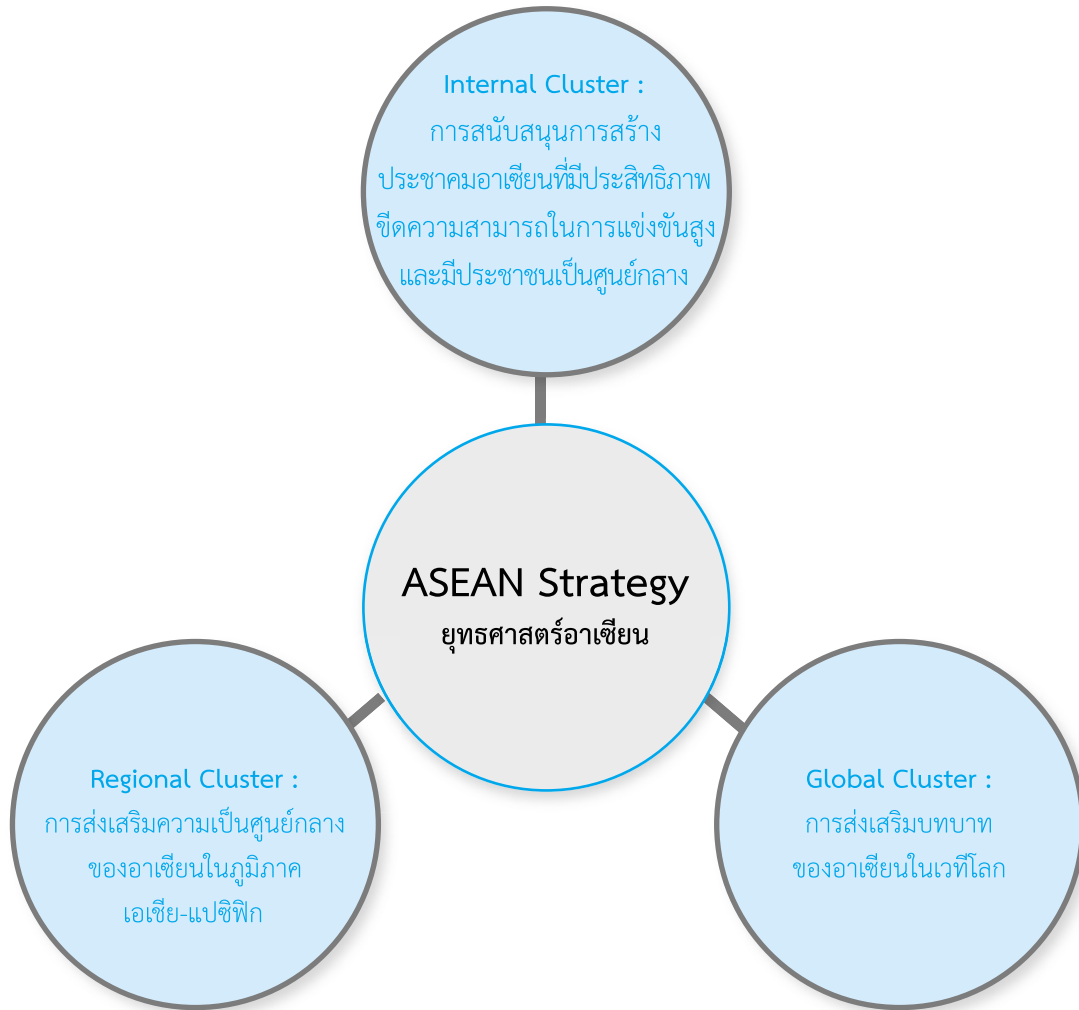 Internal Cluster :
การสนับสนุนการสร้าง
ประชาคมอาเซียนที่มีประสิทธิภาพ
ขีดความสามารถในการแข่งขันสูง
และมีประชาชนเป็นศูนย์กลาง
ASEAN Strategy
ยุทธศาสตร์อาเซียน
Regional Cluster :
การส่งเสริมความเป็นศูนย์กลาง
ของอาเซียนในภูมิภาค
เอเชีย-แปซิฟิก
Global Cluster :
การส่งเสริมบทบาท
ของอาเซียนในเวทีโลก